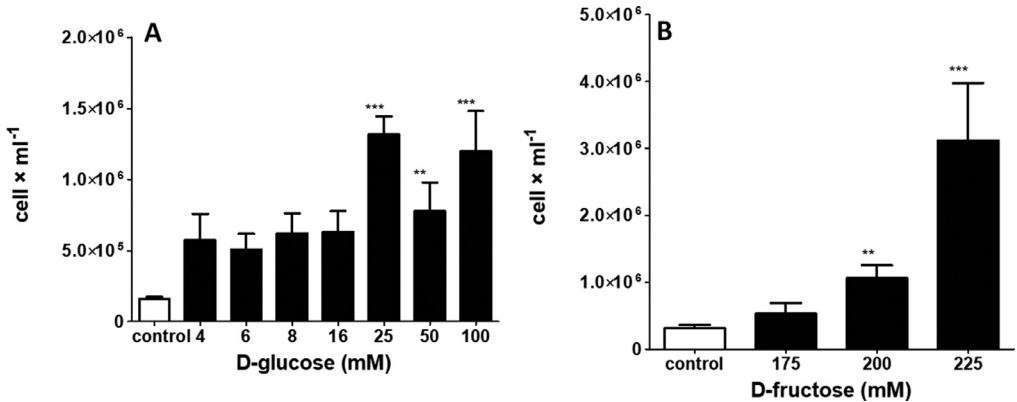 A
2.0×10⁶
1.5×10⁶
1.0×10⁶
5.0×10⁵
0
cell × ml⁻¹
***
**
***
control 4 6 8 16 25 50 100
D-glucose (mM)
B
5.0×10⁶
4.0×10⁶
3.0×10⁶
2.0×10⁶
1.0×10⁶
0
cell × ml⁻¹
**
***
control 175 200 225
D-fructose (mM)